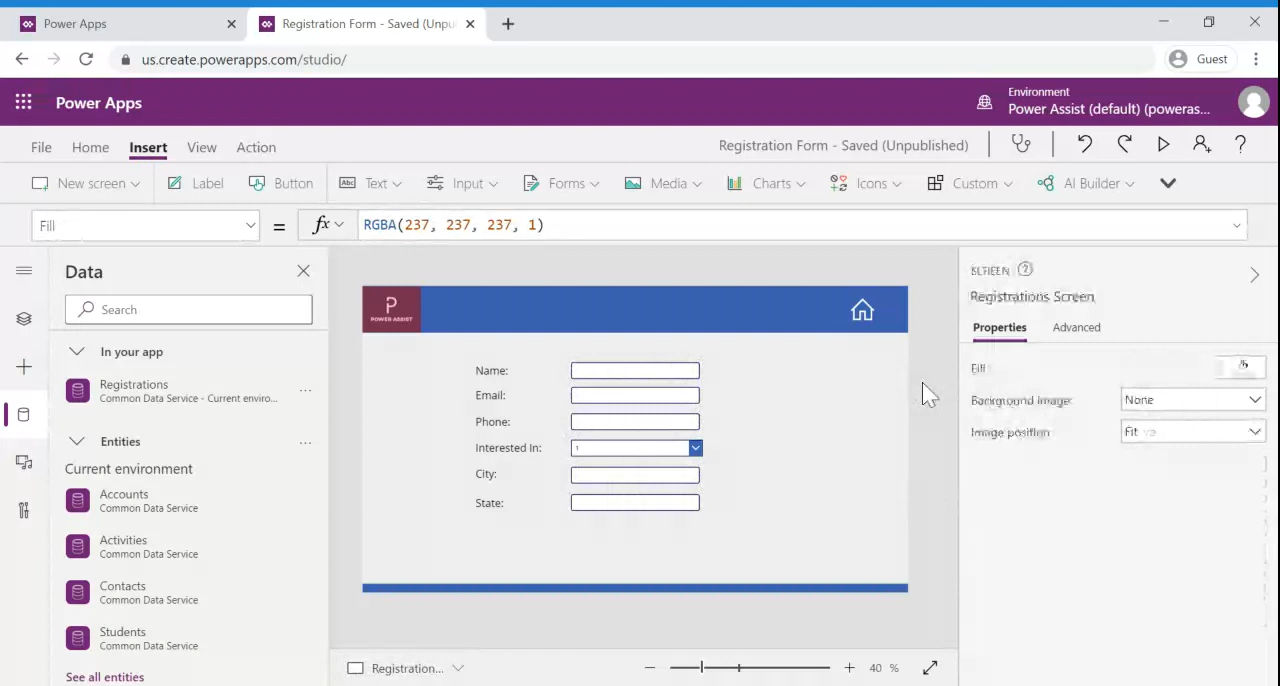 Power Apps
Registration Form - Saved (Unpu
us.create.powerapps.com/studio/
Guest
Power Apps
Environment
Power Assist (default) (poweras...
File Home Insert View Action
Registration Form - Saved (Unpublished)
?
New screen Label Button Text Input Forms Media Charts Icons Custom AI Builder
Fill = fx RGBA(237, 237, 237, 1)
Data
Search
In your app
Registrations
Common Data Service - Current enviro...
Entities
Current environment
Accounts
Common Data Service
Activities
Common Data Service
Contacts
Common Data Service
Students
Common Data Service
See all entities
P
POWER ASSIST
Name:
Email:
Phone:
Interested In: 1
City:
State:
Registration...
40 %
SCREEN
Registrations Screen
Properties Advanced
Fill
Background image None
Image position Fit